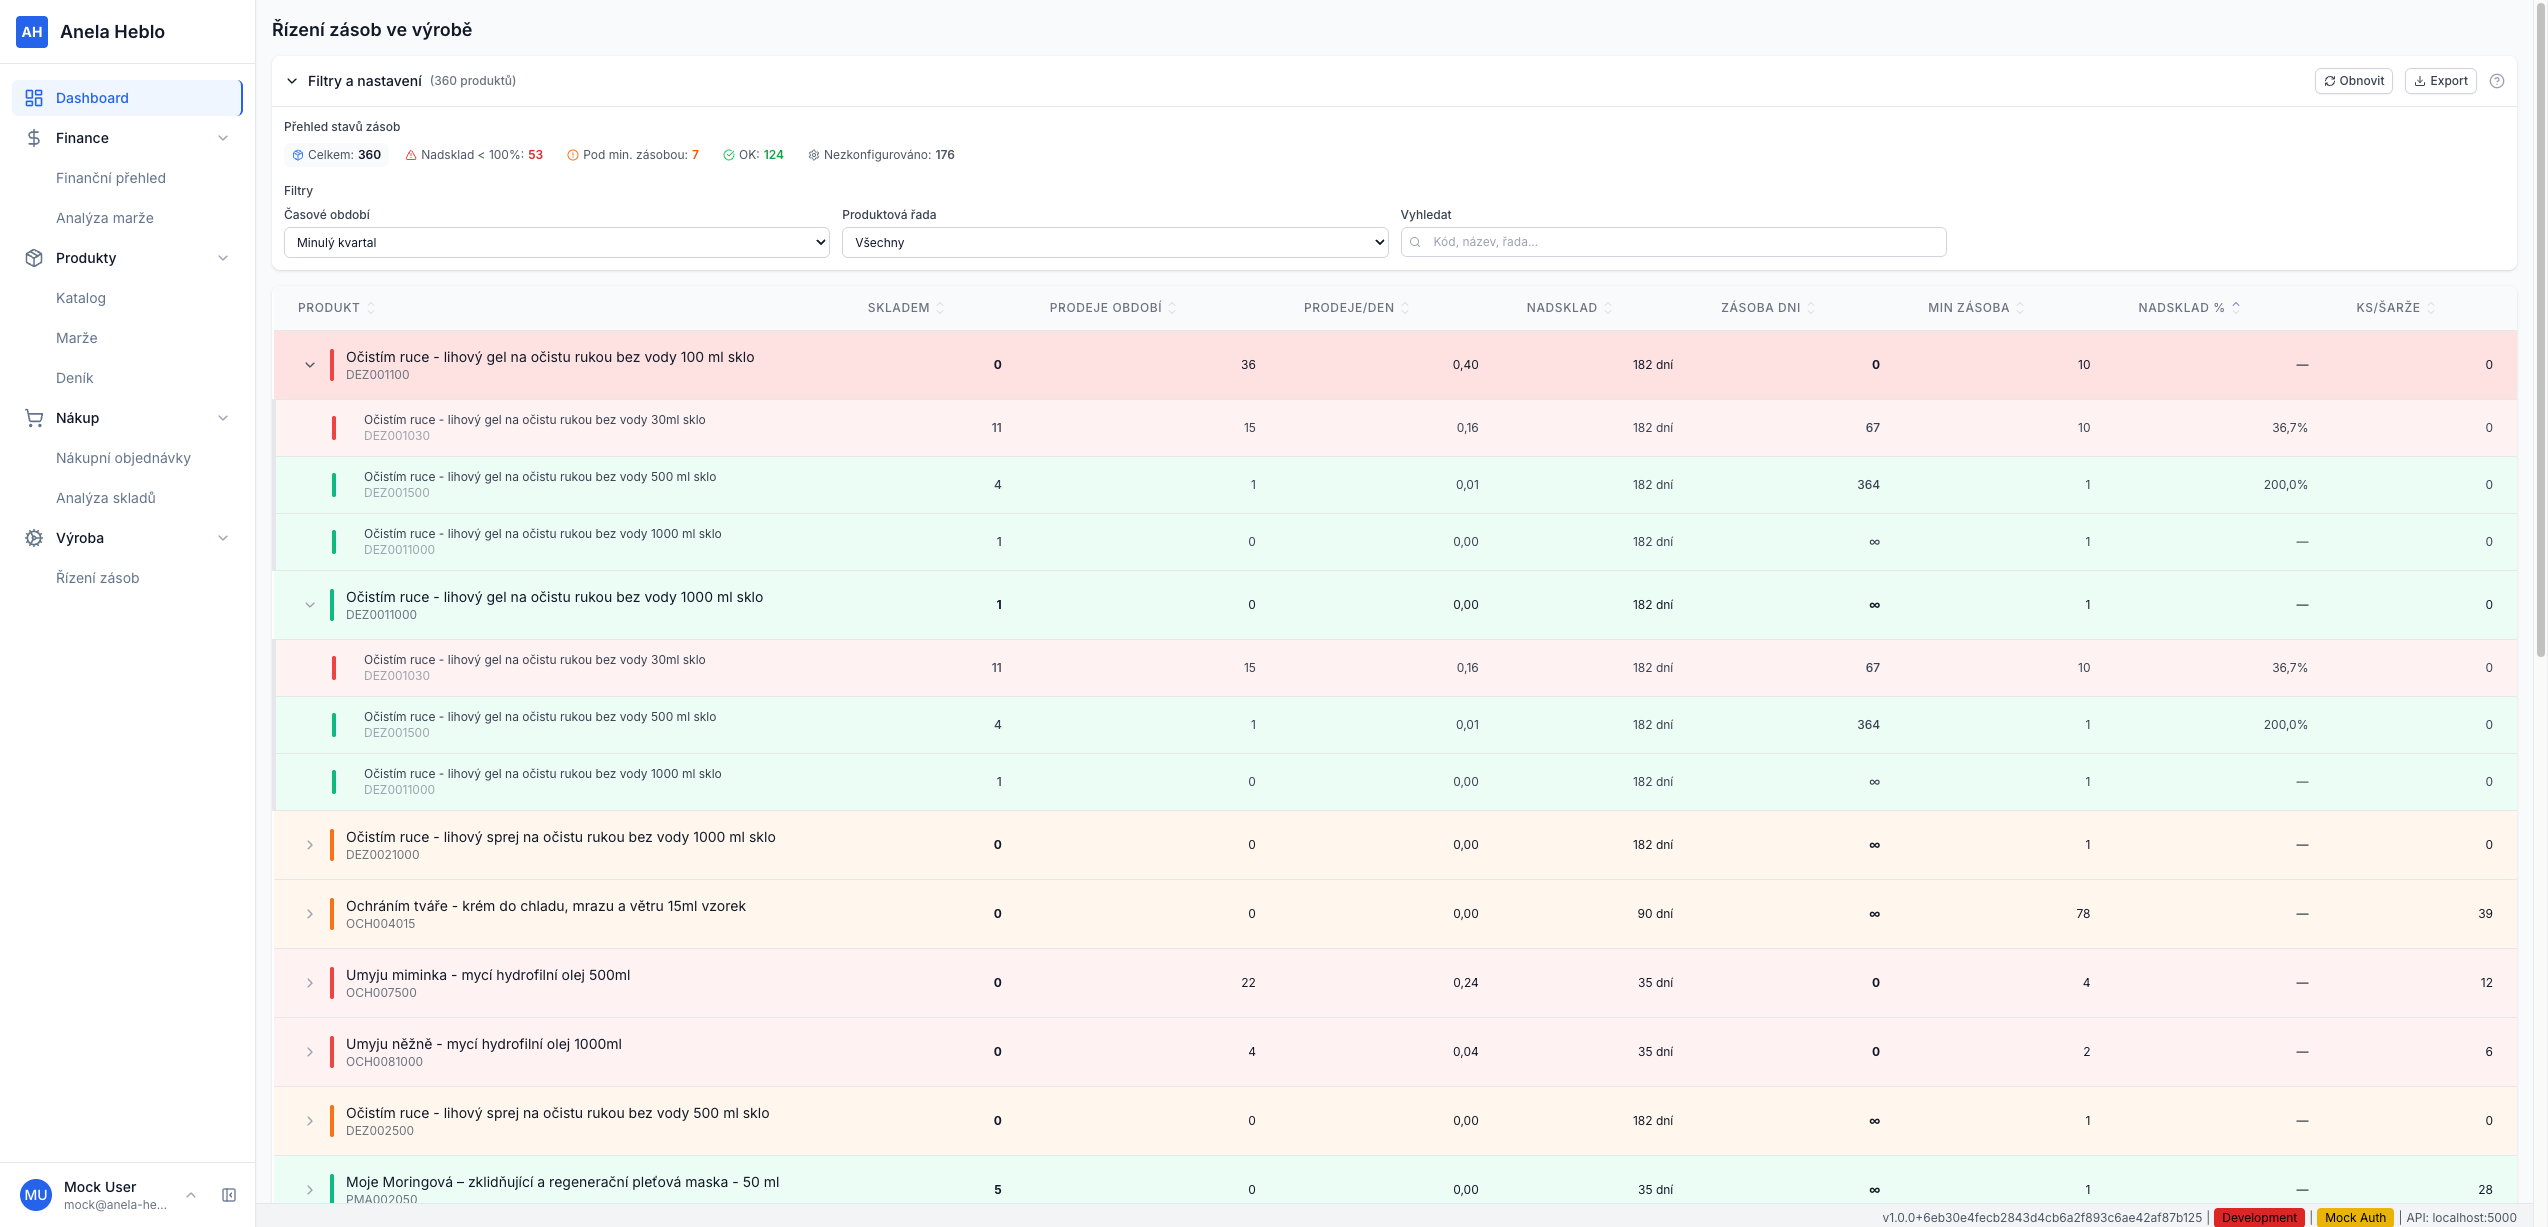 AH Anela Heblo
Dashboard
Finance
Finanční přehled
Analýza marže
Produkty
Katalog
Marže
Deník
Nákup
Nákupní objednávky
Analýza skladů
Výroba
Řízení zásob
MU Mock User
mock@anela-he...
Řízení zásob ve výrobě
Filtry a nastavení (360 produktů) Obnovit Export
Přehled stavů zásob
Celkem: 360 Nadsklad < 100%: 53 Pod min. zásobou: 7 OK: 124 Nezkonfigurováno: 176
Filtry
Časové období Produktová řada Vyhledat
Minulý kvartal Všechny Kód, název, řada...
PRODUKT SKLADEM PRODEJE OBDOBÍ PRODEJE/DEN NADSKLAD ZÁSOBA DNI MIN ZÁSOBA NADSKLAD % KS/ŠARŽE
Očistím ruce - lihový gel na očistu rukou bez vody 100 ml sklo
DEZ001100
0 36 0,40 182 dní 0 10 — 0
Očistím ruce - lihový gel na očistu rukou bez vody 30ml sklo
DEZ001030
11 15 0,16 182 dní 67 10 36,7% 0
Očistím ruce - lihový gel na očistu rukou bez vody 500 ml sklo
DEZ001500
4 1 0,01 182 dní 364 1 200,0% 0
Očistím ruce - lihový gel na očistu rukou bez vody 1000 ml sklo
DEZ0011000
1 0 0,00 182 dní ∞ 1 — 0
Očistím ruce - lihový gel na očistu rukou bez vody 1000 ml sklo
DEZ0011000
1 0 0,00 182 dní ∞ 1 — 0
Očistím ruce - lihový gel na očistu rukou bez vody 30ml sklo
DEZ001030
11 15 0,16 182 dní 67 10 36,7% 0
Očistím ruce - lihový gel na očistu rukou bez vody 500 ml sklo
DEZ001500
4 1 0,01 182 dní 364 1 200,0% 0
Očistím ruce - lihový gel na očistu rukou bez vody 1000 ml sklo
DEZ0011000
1 0 0,00 182 dní ∞ 1 — 0
Očistím ruce - lihový sprej na očistu rukou bez vody 1000 ml sklo
DEZ0021000
0 0 0,00 182 dní ∞ 1 — 0
Ochráním tváře - krém do chladu, mrazu a větru 15ml vzorek
OCH004015
0 0 0,00 90 dní ∞ 78 — 39
Umyju miminka - mycí hydrofilní olej 500ml
OCH007500
0 22 0,24 35 dní 0 4 — 12
Umyju něžně - mycí hydrofilní olej 1000ml
OCH0081000
0 4 0,04 35 dní 0 2 — 6
Očistím ruce - lihový sprej na očistu rukou bez vody 500 ml sklo
DEZ002500
0 0 0,00 182 dní ∞ 1 — 0
Moje Moringová – zklidňující a regenerační pleťová maska - 50 ml
PMA002050
5 0 0,00 35 dní ∞ 1 — 28
v1.0.0+6eb30e4fecb2843d4cb6a2f893c6ae42af87b125 | Development | Mock Auth | API: localhost:5000